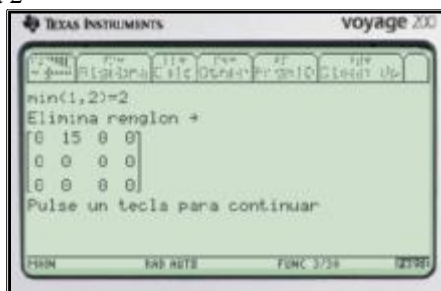 TEXAS INSTRUMENTS voyage 200
Algebra Calc Other PrgmIO Clean Up
min(1,2)=2
Elimina renglon →
[0 15 0 0]
[0 0 0 0]
[0 0 0 0]
Pulse un tecla para continuar
MAIN RAD AUTO FUNC 3/30